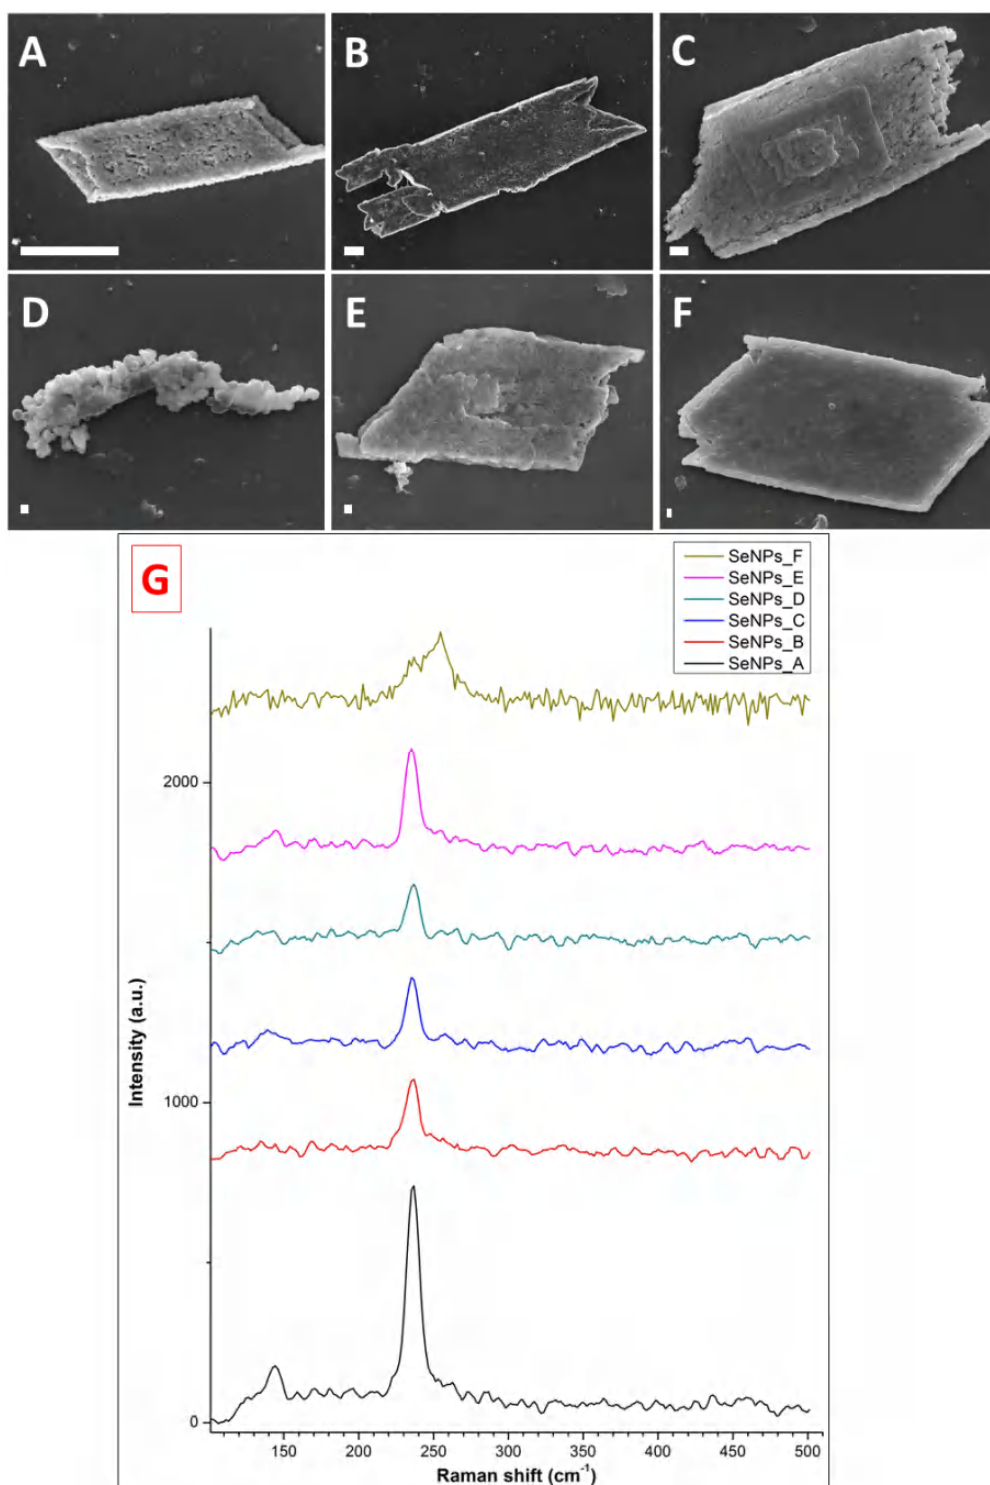 A
B
C
D
E
F
G
SeNPs_F
SeNPs_E
SeNPs_D
SeNPs_C
SeNPs_B
SeNPs_A
2000
1000
0
Intensity (a.u.)
150 200 250 300 350 400 450 500
Raman shift (cm⁻¹)